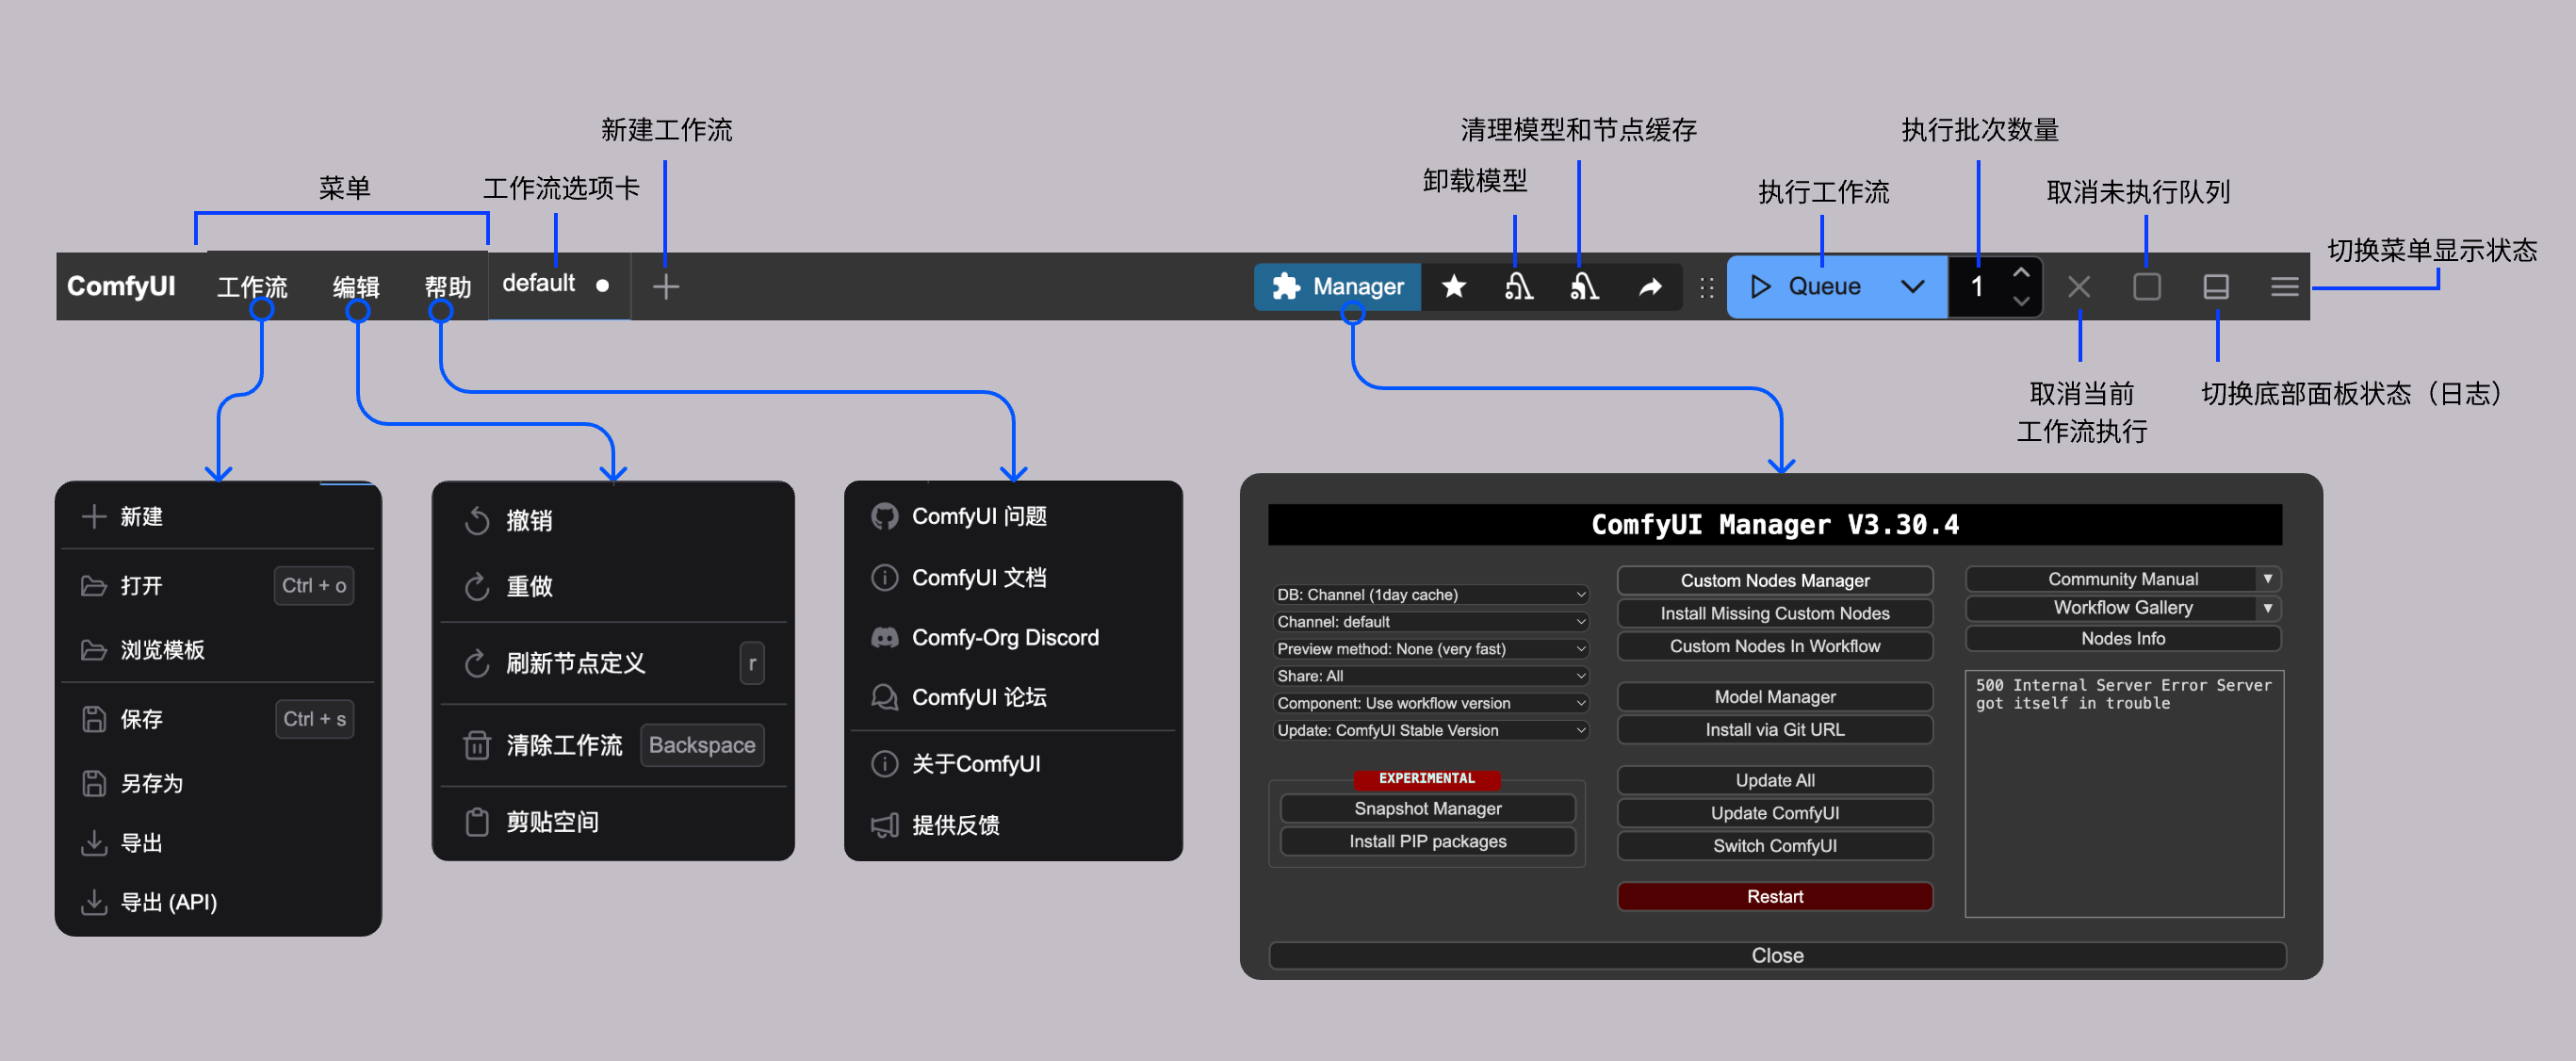 新建工作流
清理模型和节点缓存
执行批次数量
菜单
工作流选项卡
卸载模型
执行工作流
取消未执行队列
切换菜单显示状态
ComfyUI
工作流
编辑
帮助
default
Manager
Queue
1
取消当前
工作流执行
切换底部面板状态（日志）
新建
打开
Ctrl + o
浏览模板
保存
Ctrl + s
另存为
导出
导出 (API)
撤销
重做
刷新节点定义
r
清除工作流
Backspace
剪贴空间
ComfyUI 问题
ComfyUI 文档
Comfy-Org Discord
ComfyUI 论坛
关于ComfyUI
提供反馈
ComfyUI Manager V3.30.4
DB: Channel (1day cache)
Channel: default
Preview method: None (very fast)
Share: All
Component: Use workflow version
Update: ComfyUI Stable Version
EXPERIMENTAL
Snapshot Manager
Install PIP packages
Custom Nodes Manager
Install Missing Custom Nodes
Custom Nodes In Workflow
Model Manager
Install via Git URL
Update All
Update ComfyUI
Switch ComfyUI
Restart
Community Manual
Workflow Gallery
Nodes Info
500 Internal Server Error Server
got itself in trouble
Close